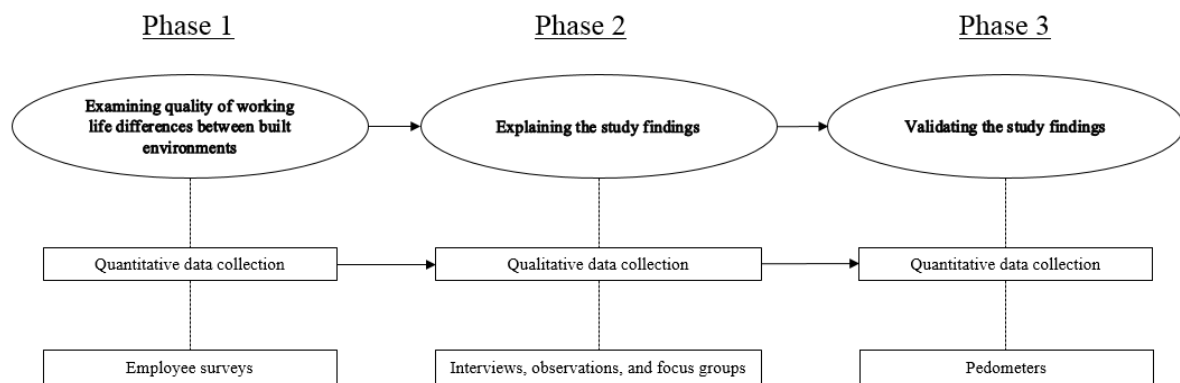 Phase 1
Phase 2
Phase 3
Examining quality of working
life differences between built
environments
Explaining the study findings
Validating the study findings
Quantitative data collection
Qualitative data collection
Quantitative data collection
Employee surveys
Interviews, observations, and focus groups
Pedometers